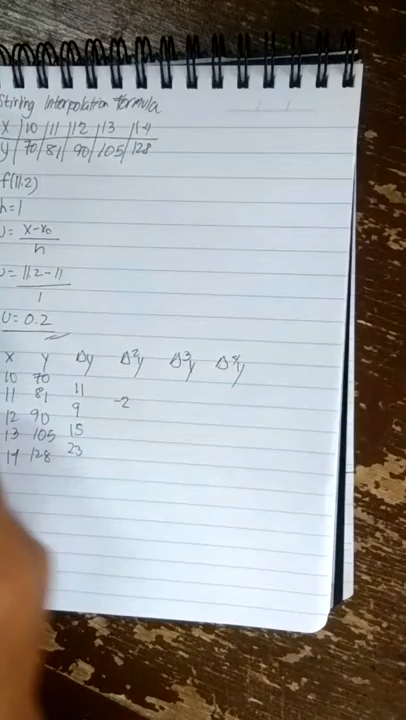 Stirling Interpolation Formula
x | 10 | 11 | 12 | 13 | 14
y | 70 | 81 | 90 | 105 | 128
f(11.2)
h=1
U = x-x₀ / h
U = 11.2-11 / 1
U = 0.2
x y Δy Δ²y Δ³y Δ⁴y
10 70
11
11 81 -2
9
12 90
15
13 105
23
14 128